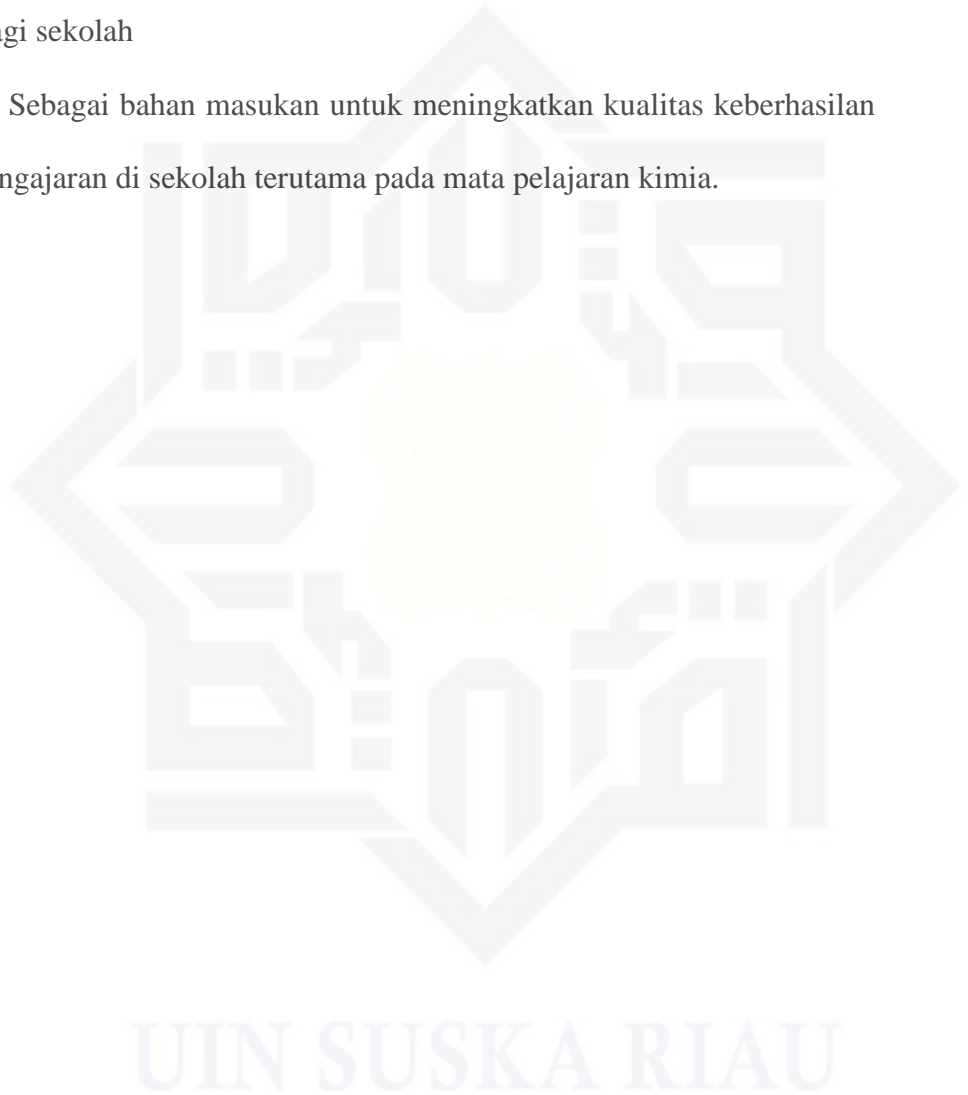 agi sekolah
Sebagai bahan masukan untuk meningkatkan kualitas keberhasilan
ngajaran di sekolah terutama pada mata pelajaran kimia.
UIN SUSKA RIAU